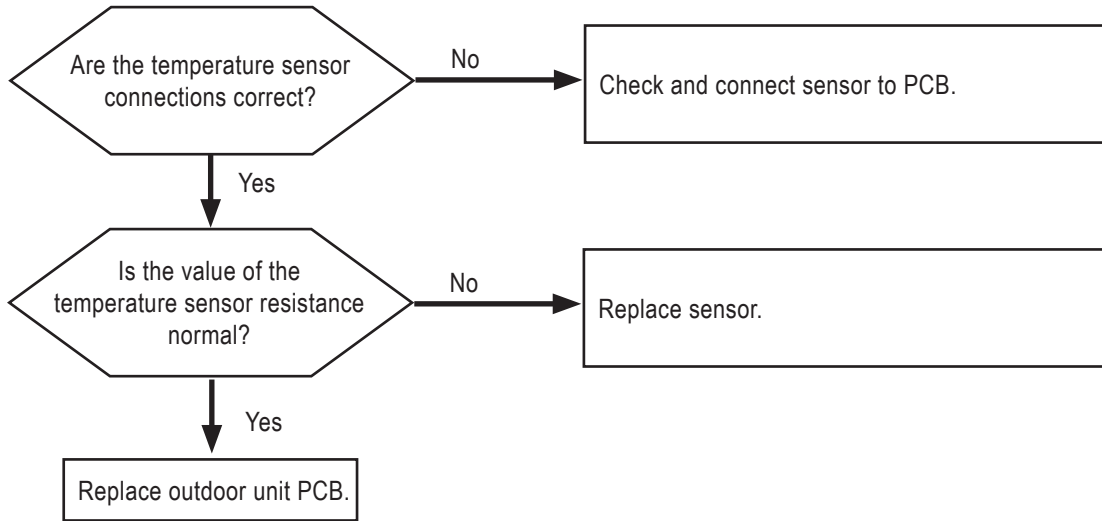 Are the temperature sensor
connections correct?
No
Check and connect sensor to PCB.
Yes
Is the value of the
temperature sensor resistance
normal?
No
Replace sensor.
Yes
Replace outdoor unit PCB.